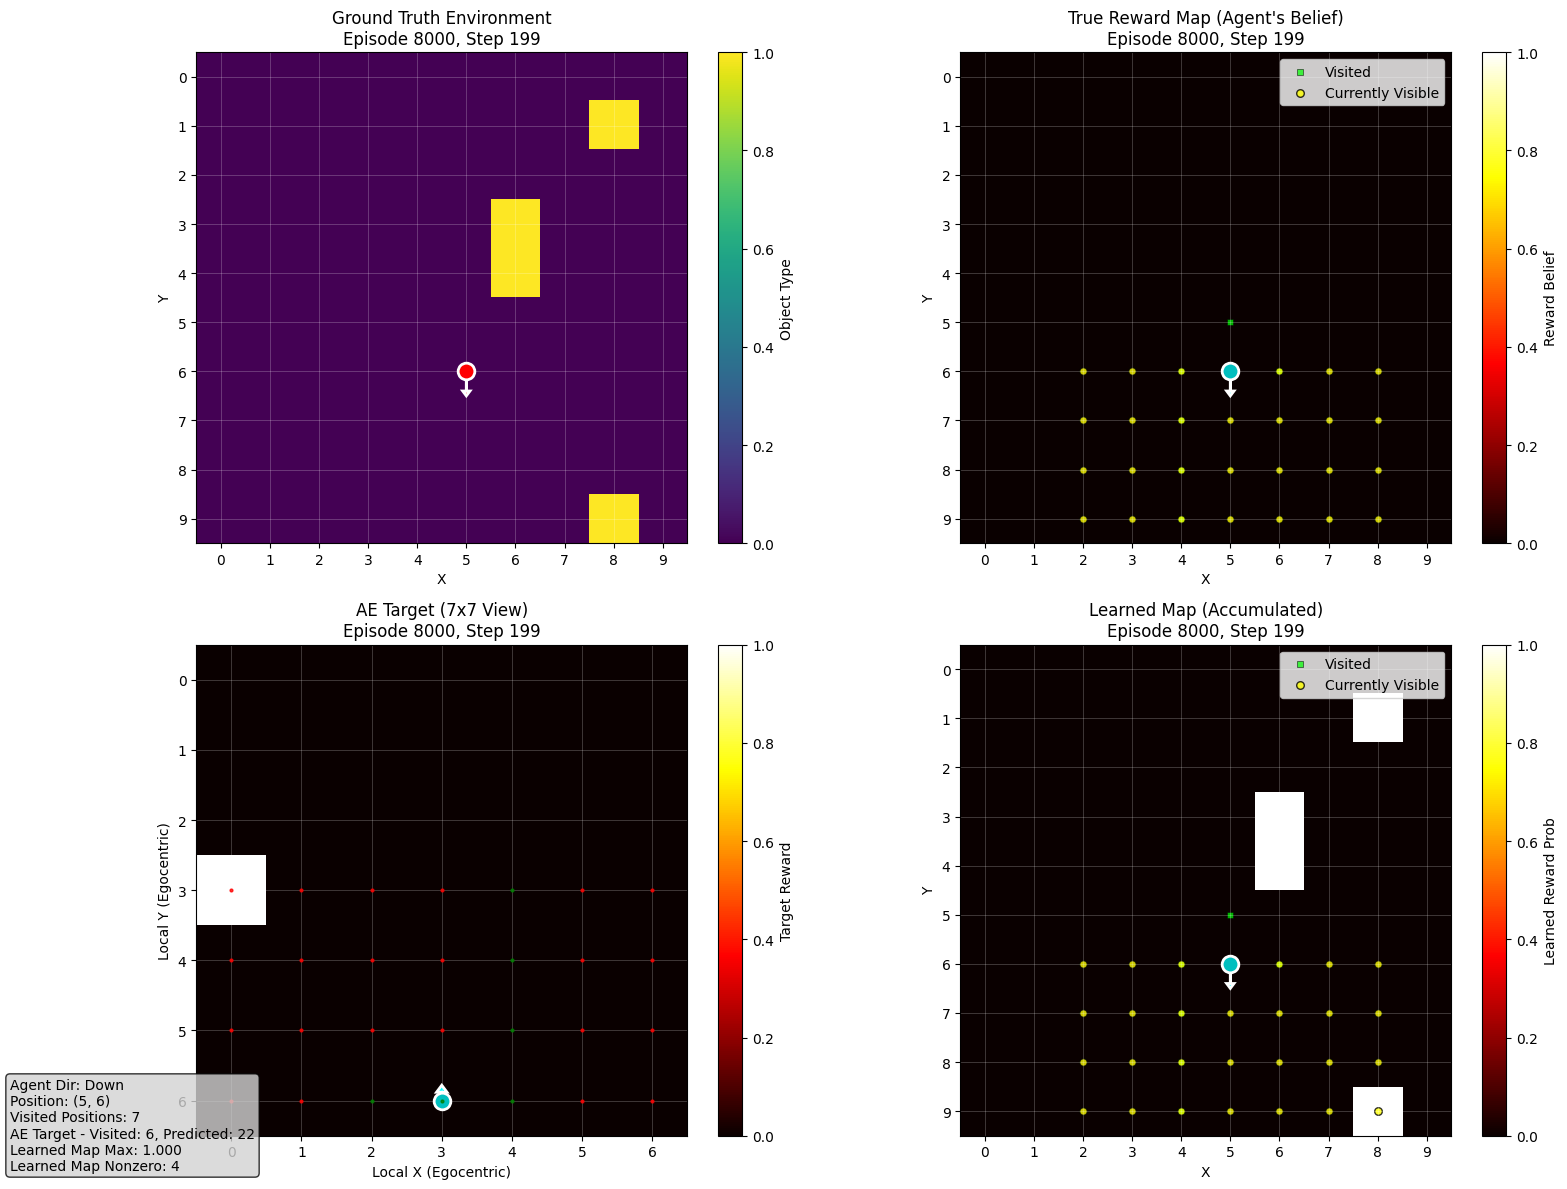 Ground Truth Environment
Episode 8000, Step 199
0
1
2
3
4
5
6
7
8
9
Y
0 1 2 3 4 5 6 7 8 9
X
1.0
0.8
0.6
0.4
0.2
0.0
Object Type
True Reward Map (Agent's Belief)
Episode 8000, Step 199
Visited
Currently Visible
0
1
2
3
4
5
6
7
8
9
Y
0 1 2 3 4 5 6 7 8 9
X
1.0
0.8
0.6
0.4
0.2
0.0
Reward Belief
AE Target (7x7 View)
Episode 8000, Step 199
0
1
2
3
4
5
6
Local Y (Egocentric)
0 1 2 3 4 5 6
Local X (Egocentric)
1.0
0.8
0.6
0.4
0.2
0.0
Target Reward
Agent Dir: Down
Position: (5, 6)
Visited Positions: 7
AE Target - Visited: 6, Predicted: 22
Learned Map Max: 1.000
Learned Map Nonzero: 4
Learned Map (Accumulated)
Episode 8000, Step 199
Visited
Currently Visible
0
1
2
3
4
5
6
7
8
9
Y
0 1 2 3 4 5 6 7 8 9
X
1.0
0.8
0.6
0.4
0.2
0.0
Learned Reward Prob